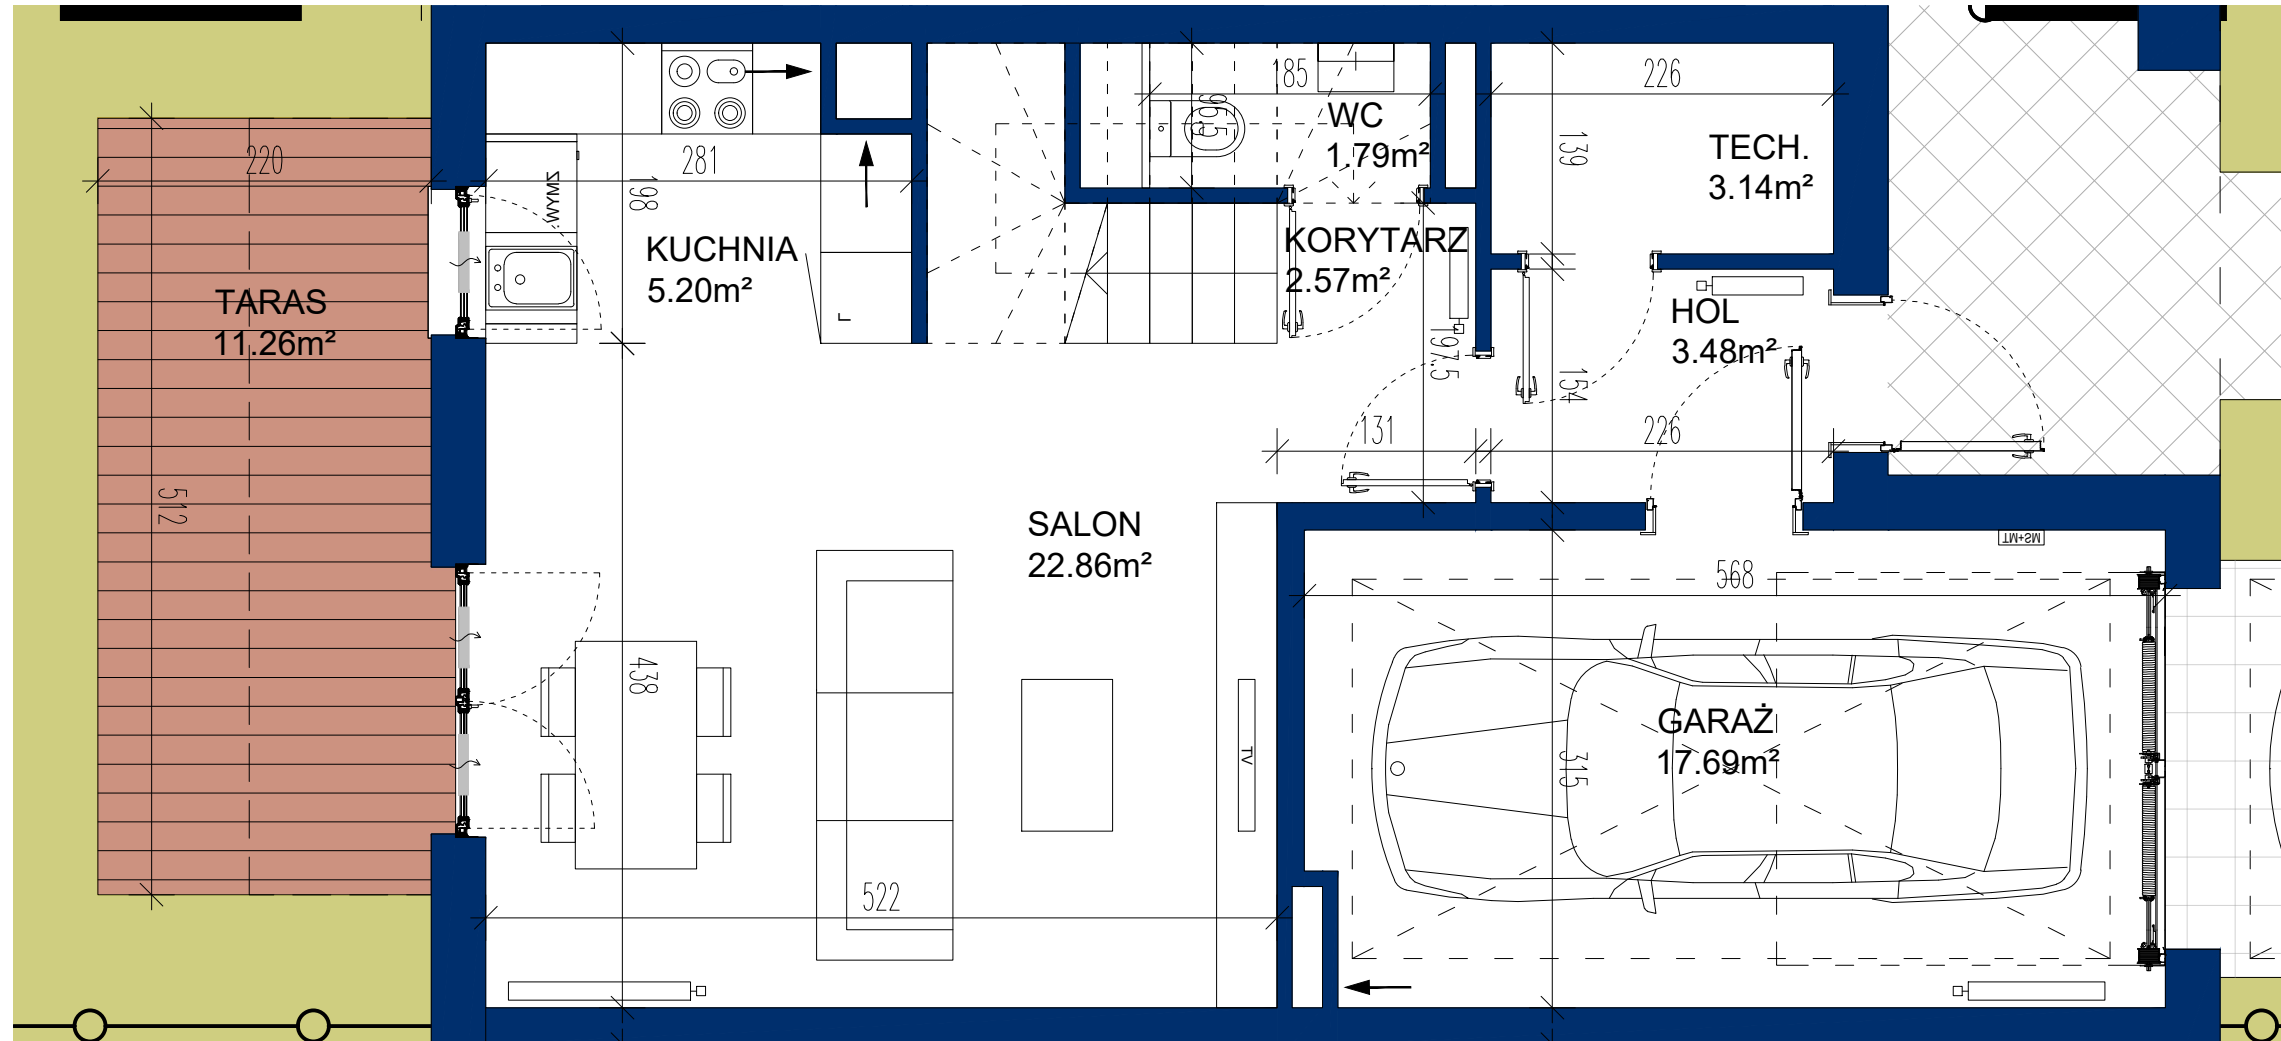 185
226
WC
1.79m²
96.5
139
TECH.
3.14m²
220
281
198
WYMZ
KUCHNIA
5.20m²
KORYTARZ
2.57m²
TARAS
11.26m²
L
HOL
3.48m²
197.5
154
131
226
512
SALON
22.86m²
TM+SM
568
438
GARAŻ
17.69m²
315
TV
522